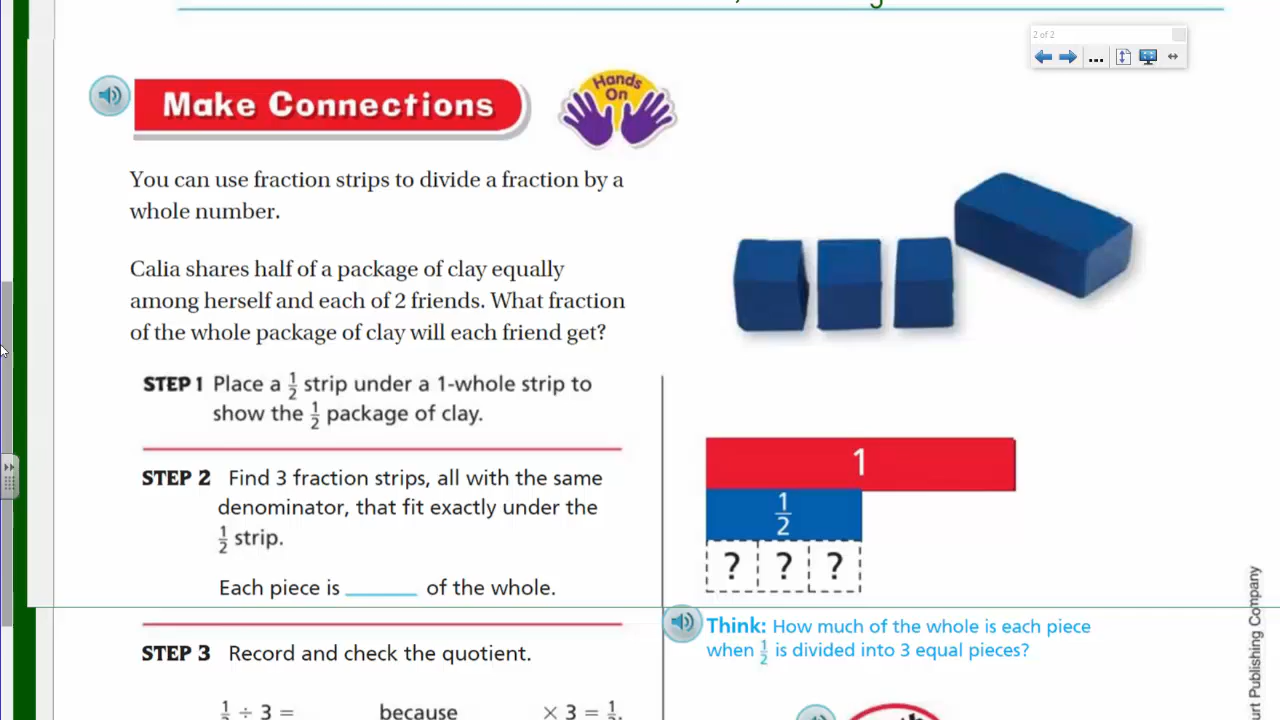 2 of 2
Make Connections
Hands
On
You can use fraction strips to divide a fraction by a
whole number.
Calia shares half of a package of clay equally
among herself and each of 2 friends. What fraction
of the whole package of clay will each friend get?
STEP 1 Place a 1/2 strip under a 1-whole strip to
show the 1/2 package of clay.
STEP 2 Find 3 fraction strips, all with the same
denominator, that fit exactly under the
1/2 strip.
Each piece is ______ of the whole.
STEP 3 Record and check the quotient.
1/2 ÷ 3 = because × 3 = 1/2.
1
1/2
? ? ?
Think: How much of the whole is each piece
when 1/2 is divided into 3 equal pieces?
Publishing Company